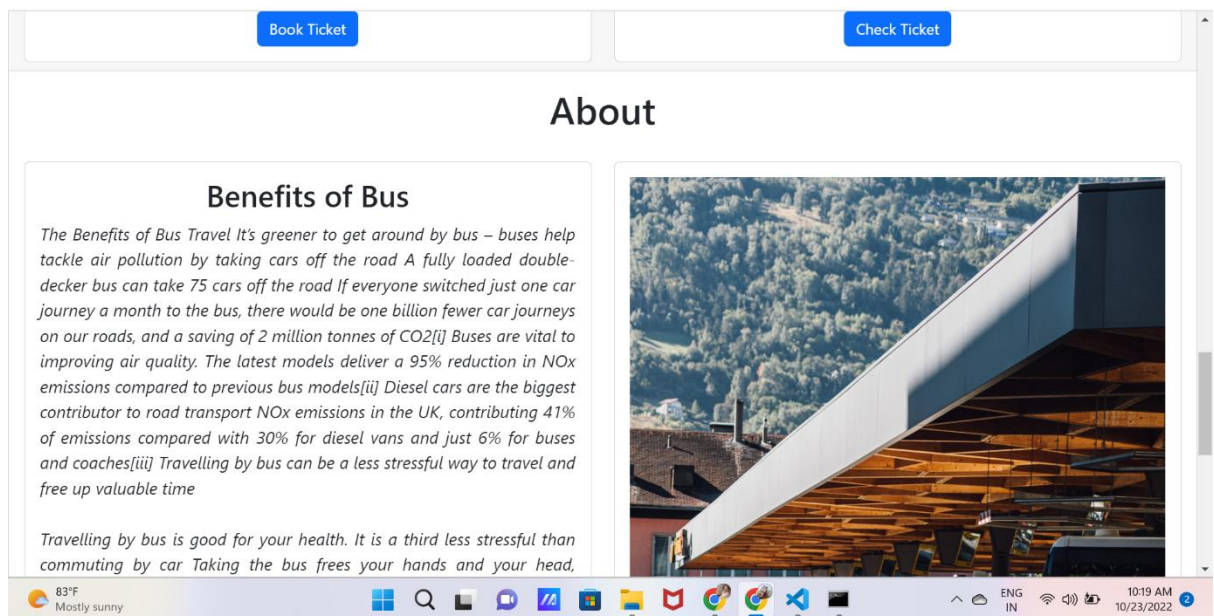 Book Ticket
Check Ticket
About
Benefits of Bus
The Benefits of Bus Travel It's greener to get around by bus – buses help
tackle air pollution by taking cars off the road A fully loaded double-
decker bus can take 75 cars off the road If everyone switched just one car
journey a month to the bus, there would be one billion fewer car journeys
on our roads, and a saving of 2 million tonnes of CO2[i] Buses are vital to
improving air quality. The latest models deliver a 95% reduction in NOx
emissions compared to previous bus models[ii] Diesel cars are the biggest
contributor to road transport NOx emissions in the UK, contributing 41%
of emissions compared with 30% for diesel vans and just 6% for buses
and coaches[iii] Travelling by bus can be a less stressful way to travel and
free up valuable time
Travelling by bus is good for your health. It is a third less stressful than
commuting by car Taking the bus frees your hands and your head,
83°F
Mostly sunny
ENG
IN
10:19 AM
10/23/2022
2